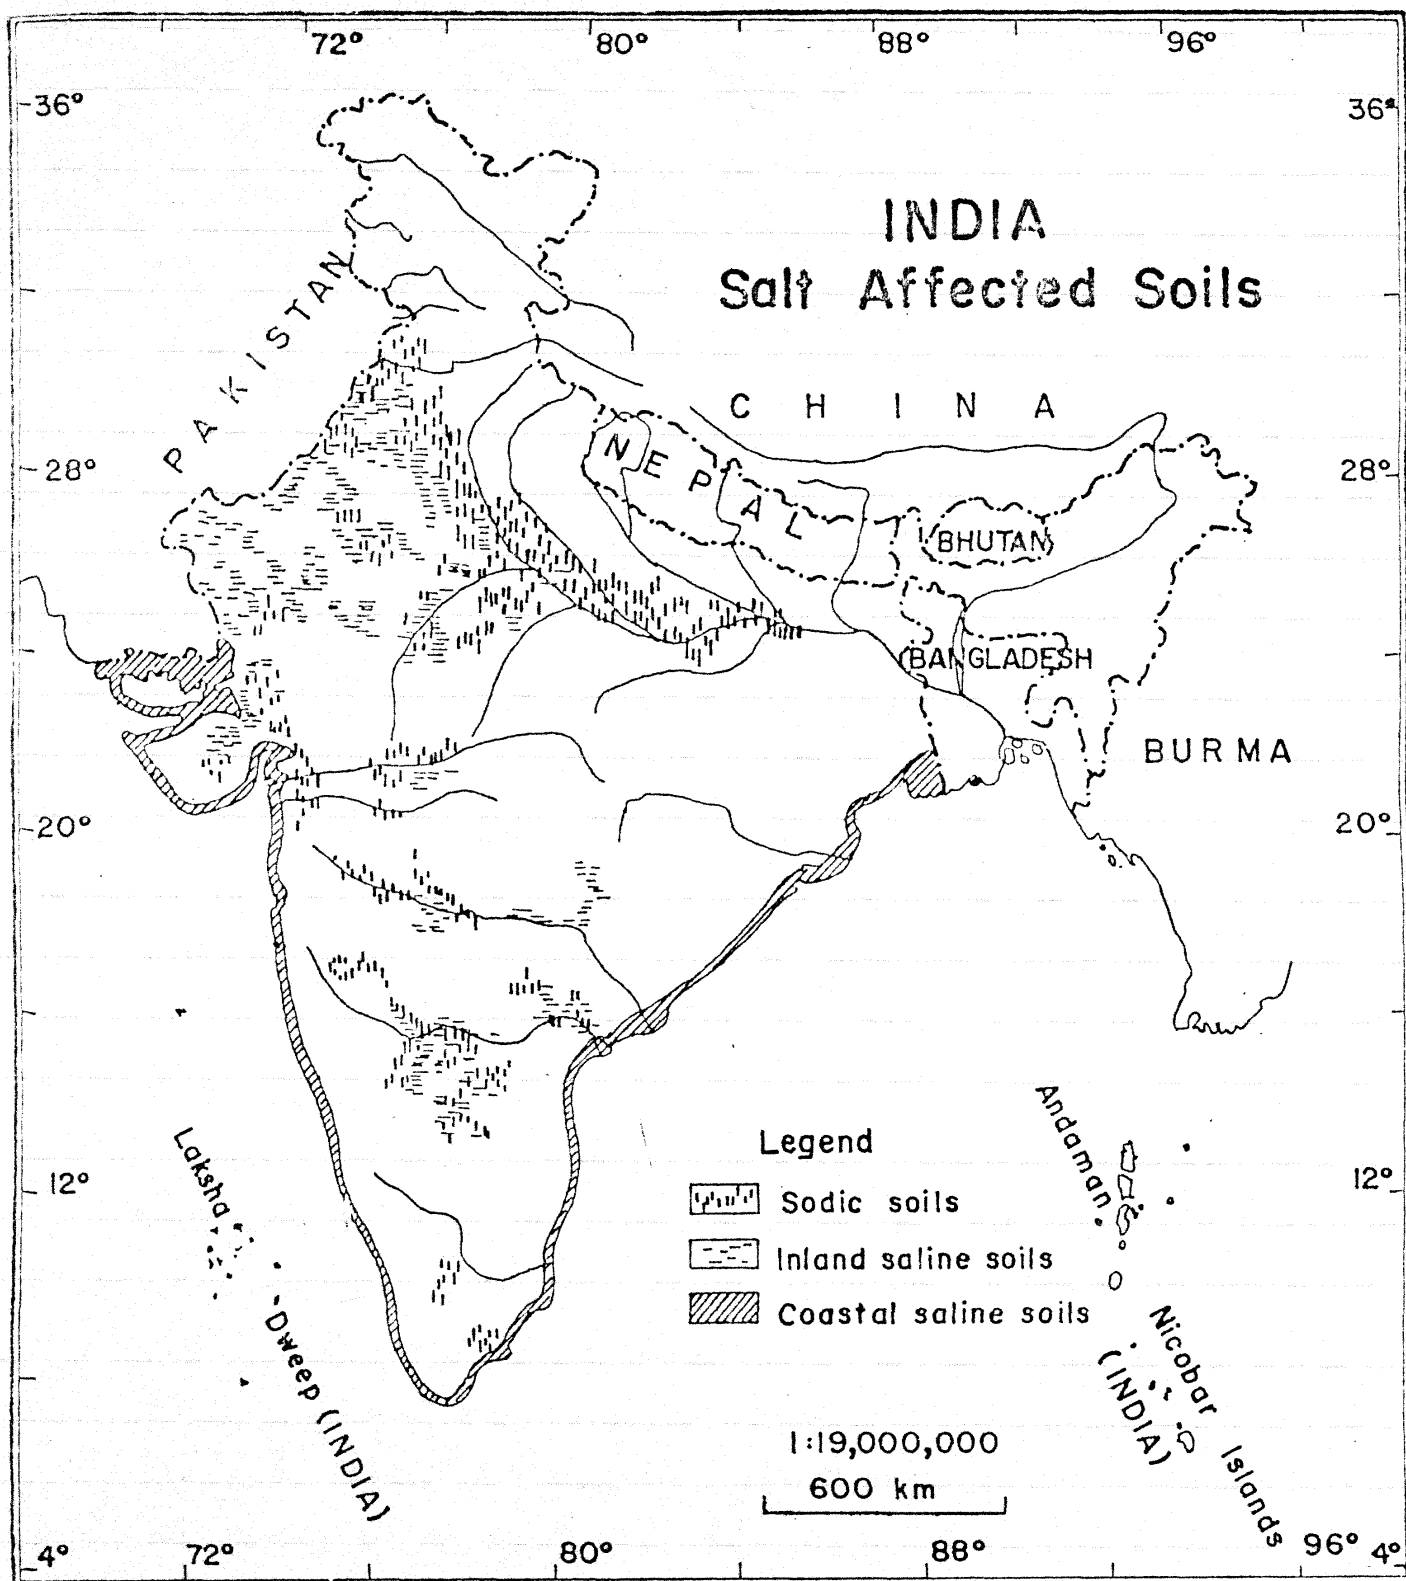 72° 80° 88° 96°
36° 36°
INDIA
Salt Affected Soils
PAKISTAN
CHINA
28° 28°
NEPAL
BHUTAN
BANGLADESH
BURMA
20° 20°
Andaman
Nicobar Islands
(INDIA)
Laksha Dweep (INDIA)
12° 12°
Legend
Sodic soils
Inland saline soils
Coastal saline soils
1:19,000,000
600 km
4° 72° 80° 88° 96° 4°